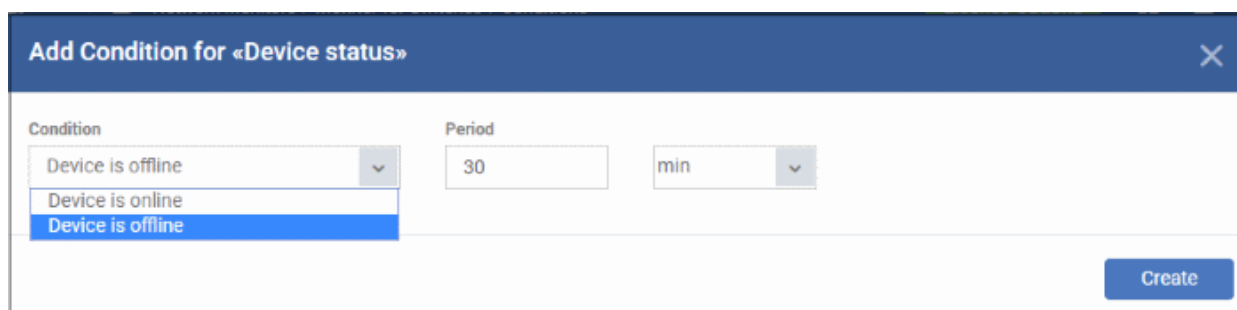 Add Condition for «Device status»
Condition
Period
Device is offline
30
min
Device is online
Device is offline
Create